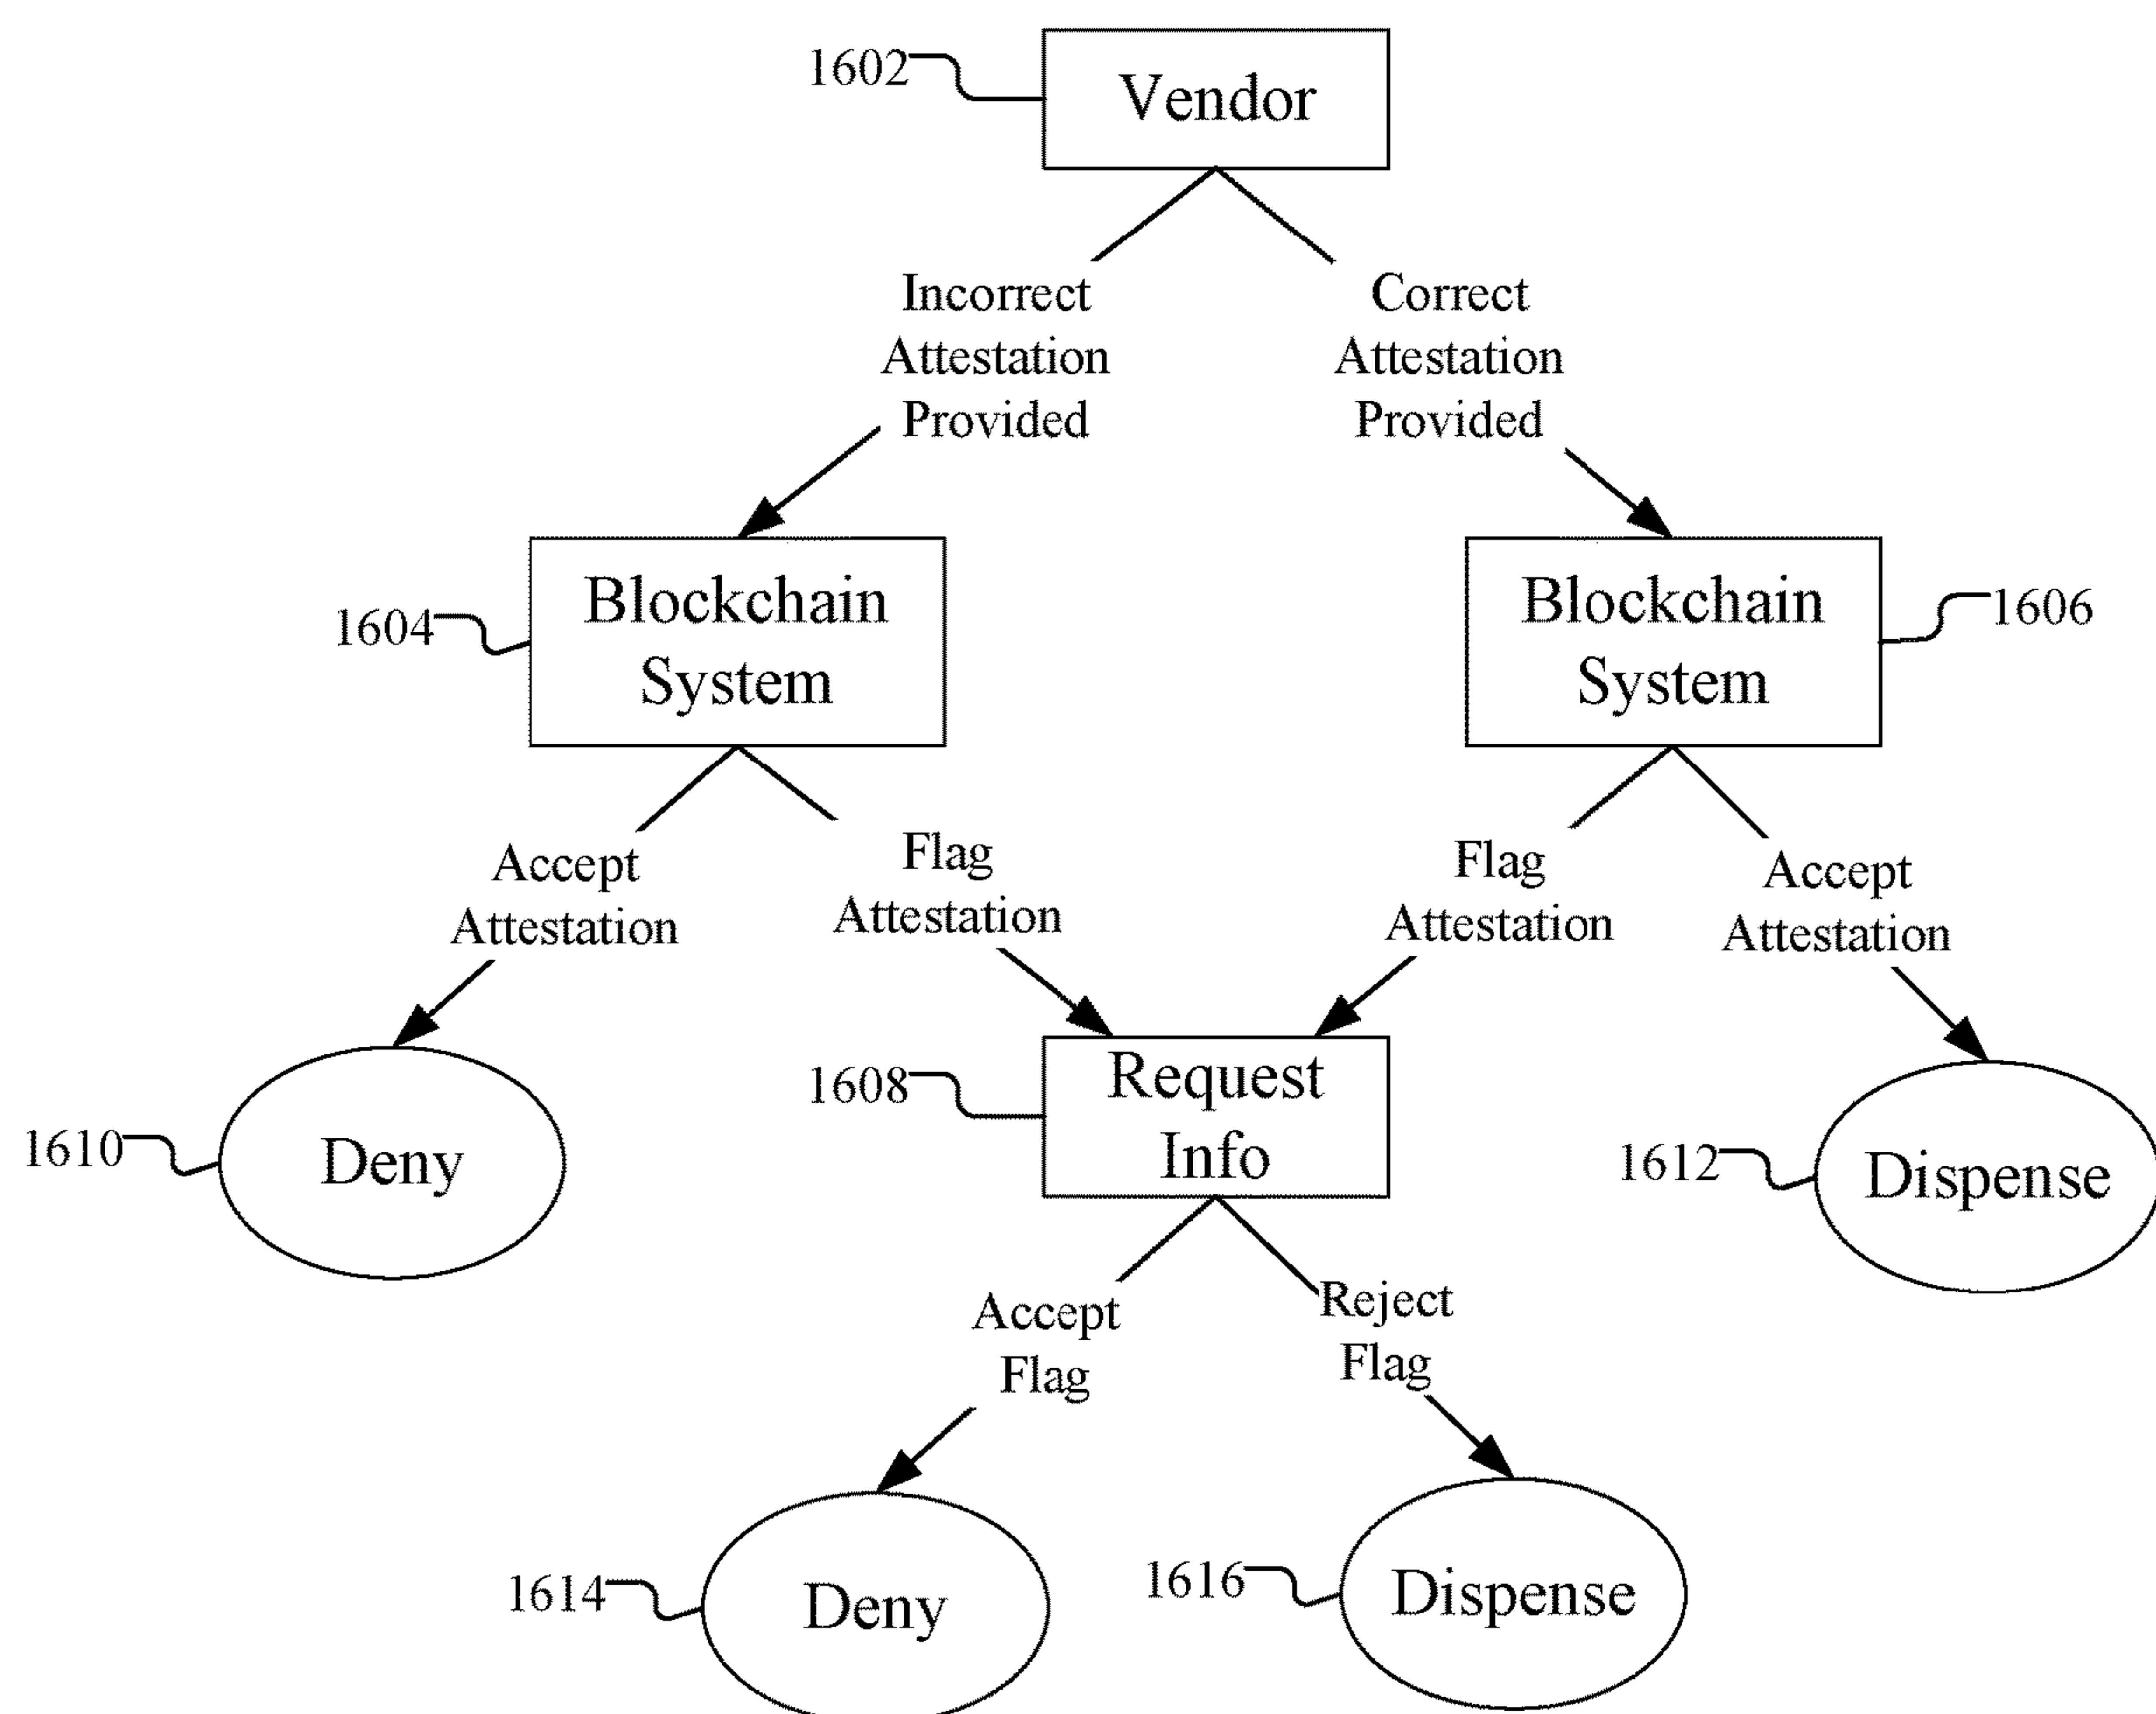 1602
Vendor
Incorrect
Attestation
Provided
Correct
Attestation
Provided
1604
Blockchain
System
Blockchain
System
1606
Accept
Attestation
Flag
Attestation
Flag
Attestation
Accept
Attestation
1610
Deny
1608
Request
Info
1612
Dispense
Accept
Flag
Reject
Flag
1614
Deny
1616
Dispense